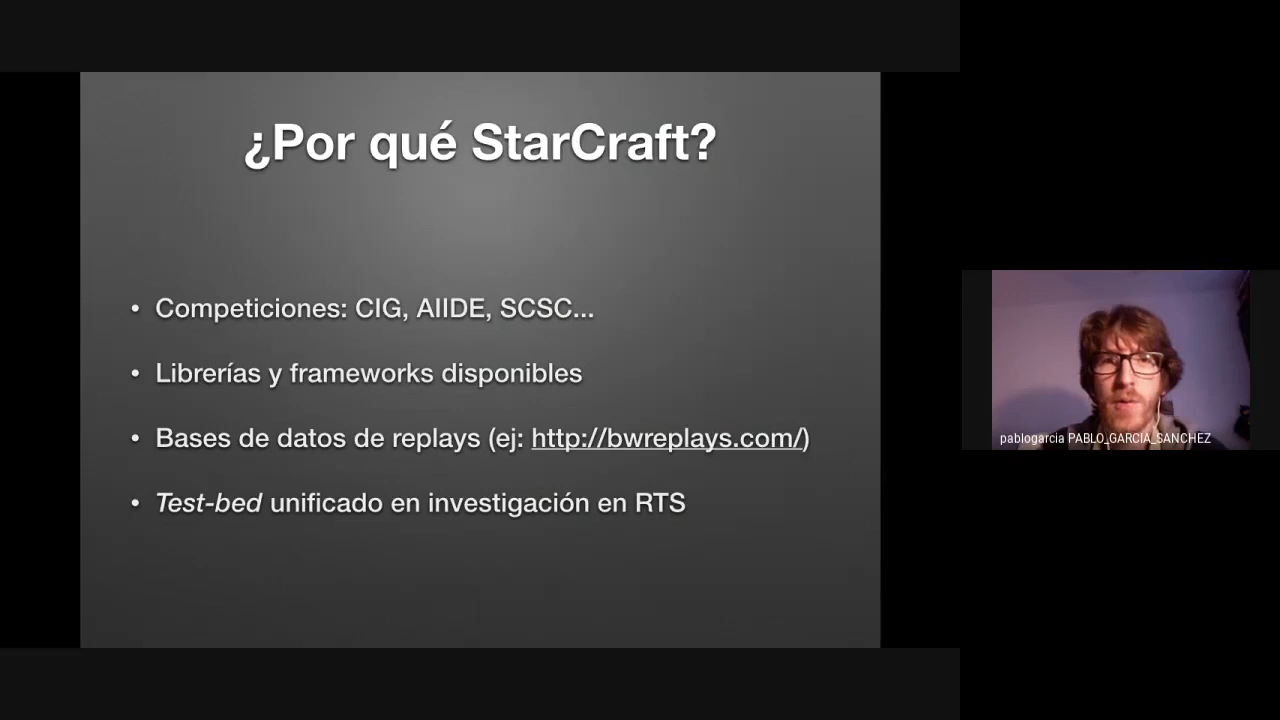 ¿Por qué StarCraft?
• Competiciones: CIG, AIIDE, SCSC...
• Librerías y frameworks disponibles
• Bases de datos de replays (ej: http://bwreplays.com/)
• Test-bed unificado en investigación en RTS
pablogarcia PABLO_GARCIA_SANCHEZ